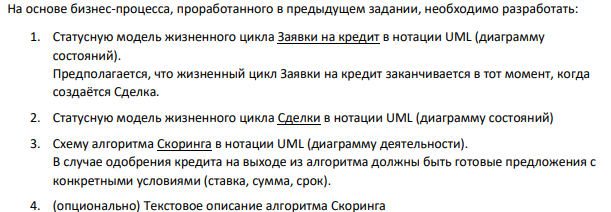 На основе бизнес-процесса, проработанного в предыдущем задании, необходимо разработать:
1. Статусную модель жизненного цикла Заявки на кредит в нотации UML (диаграмму
состояний).
Предполагается, что жизненный цикл Заявки на кредит заканчивается в тот момент, когда
создаётся Сделка.
2. Статусную модель жизненного цикла Сделки в нотации UML (диаграмму состояний)
3. Схему алгоритма Скоринга в нотации UML (диаграмму деятельности).
В случае одобрения кредита на выходе из алгоритма должны быть готовые предложения с
конкретными условиями (ставка, сумма, срок).
4. (опционально) Текстовое описание алгоритма Скоринга